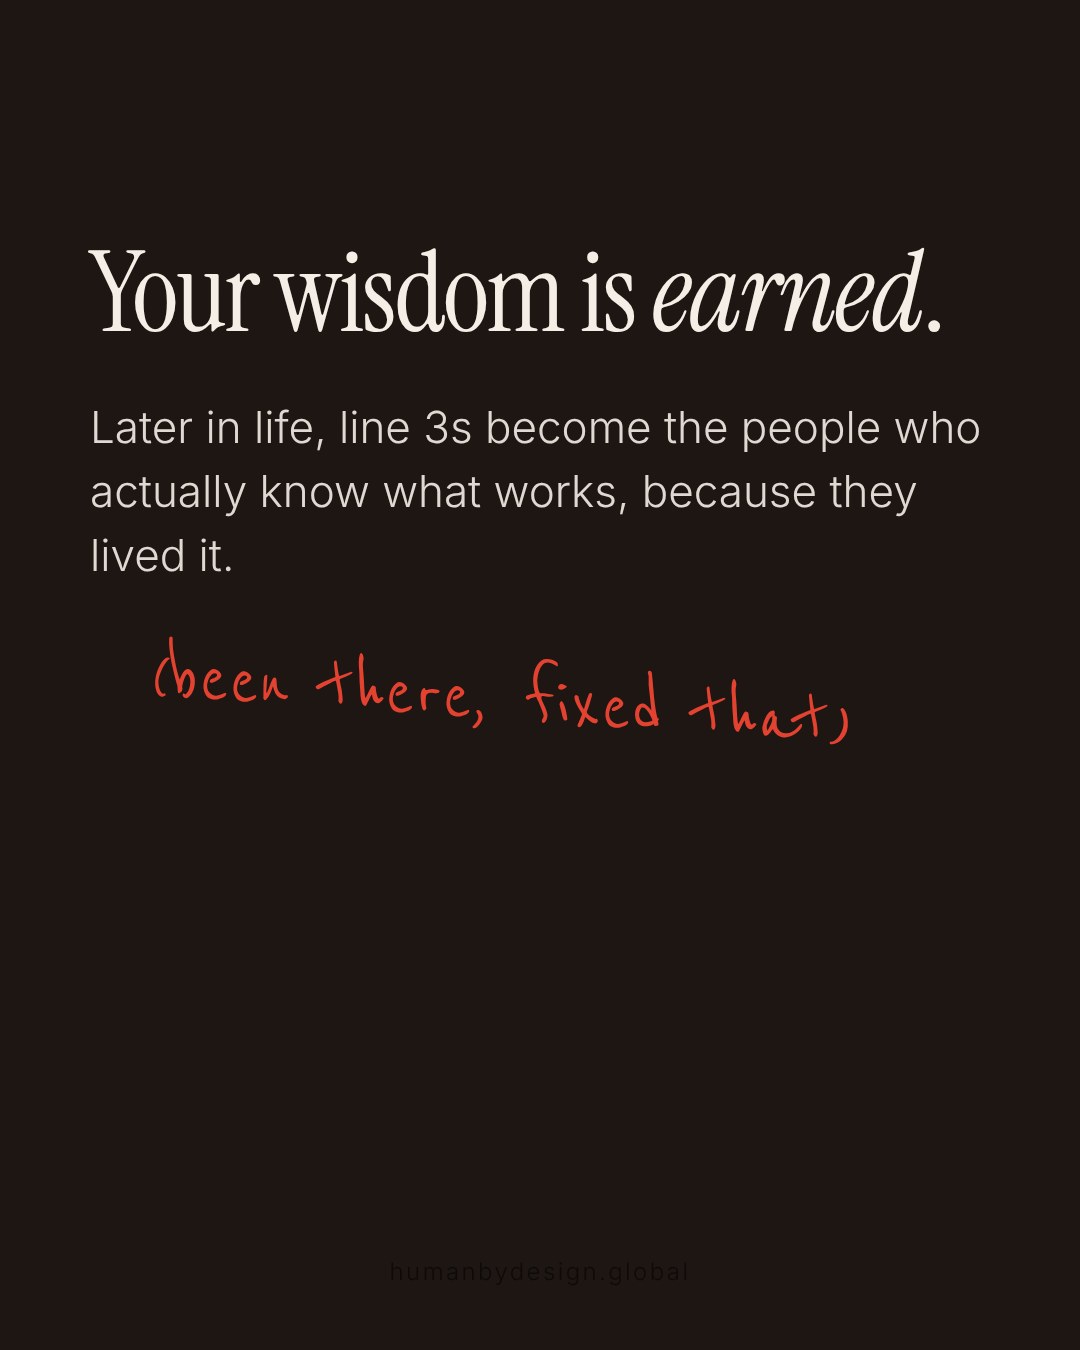 Your wisdom is earned.
Later in life, line 3s become the people who
actually know what works, because they
lived it.
(been there, fixed that)
humanbydesign.global